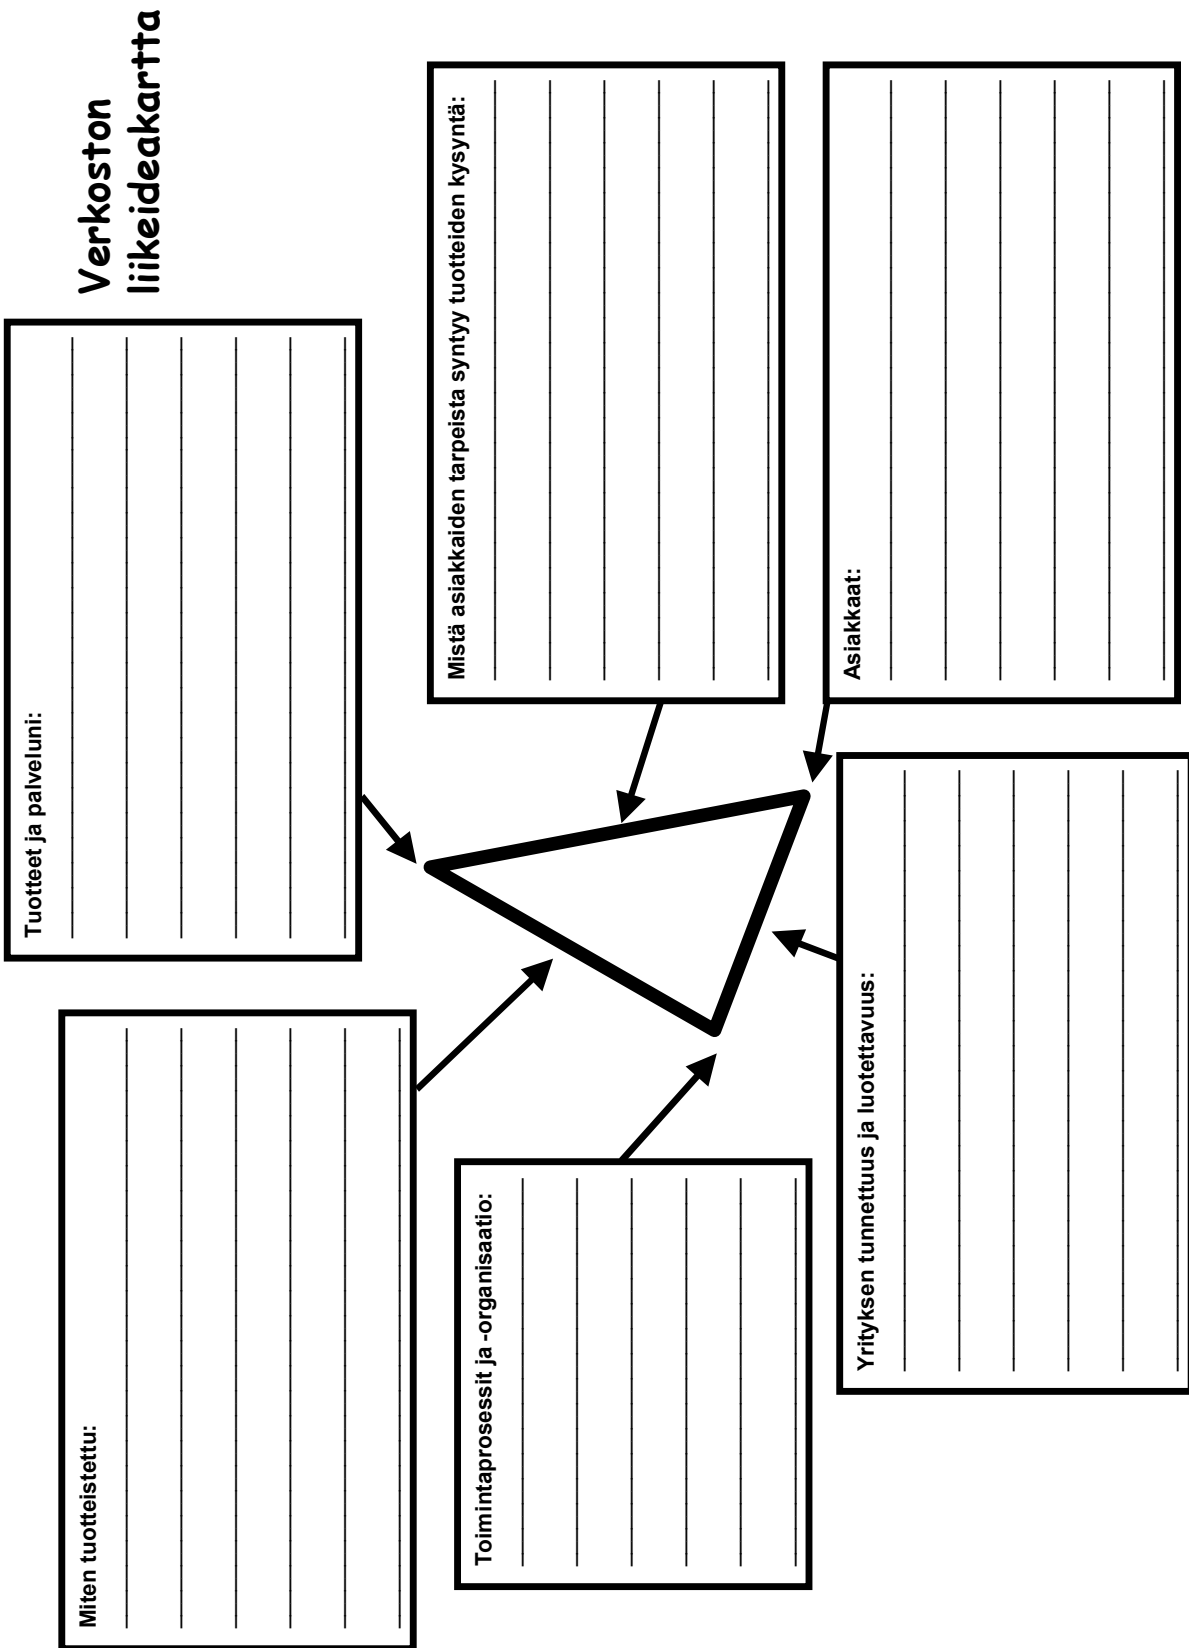 Verkoston
liikeideakartta
Tuotteet ja palveluni:
Miten tuotteistettu:
Mistä asiakkaiden tarpeista syntyy tuotteiden kysyntä:
Toimintaprosessit ja -organisaatio:
Asiakkaat:
Yrityksen tunnettuus ja luotettavuus: